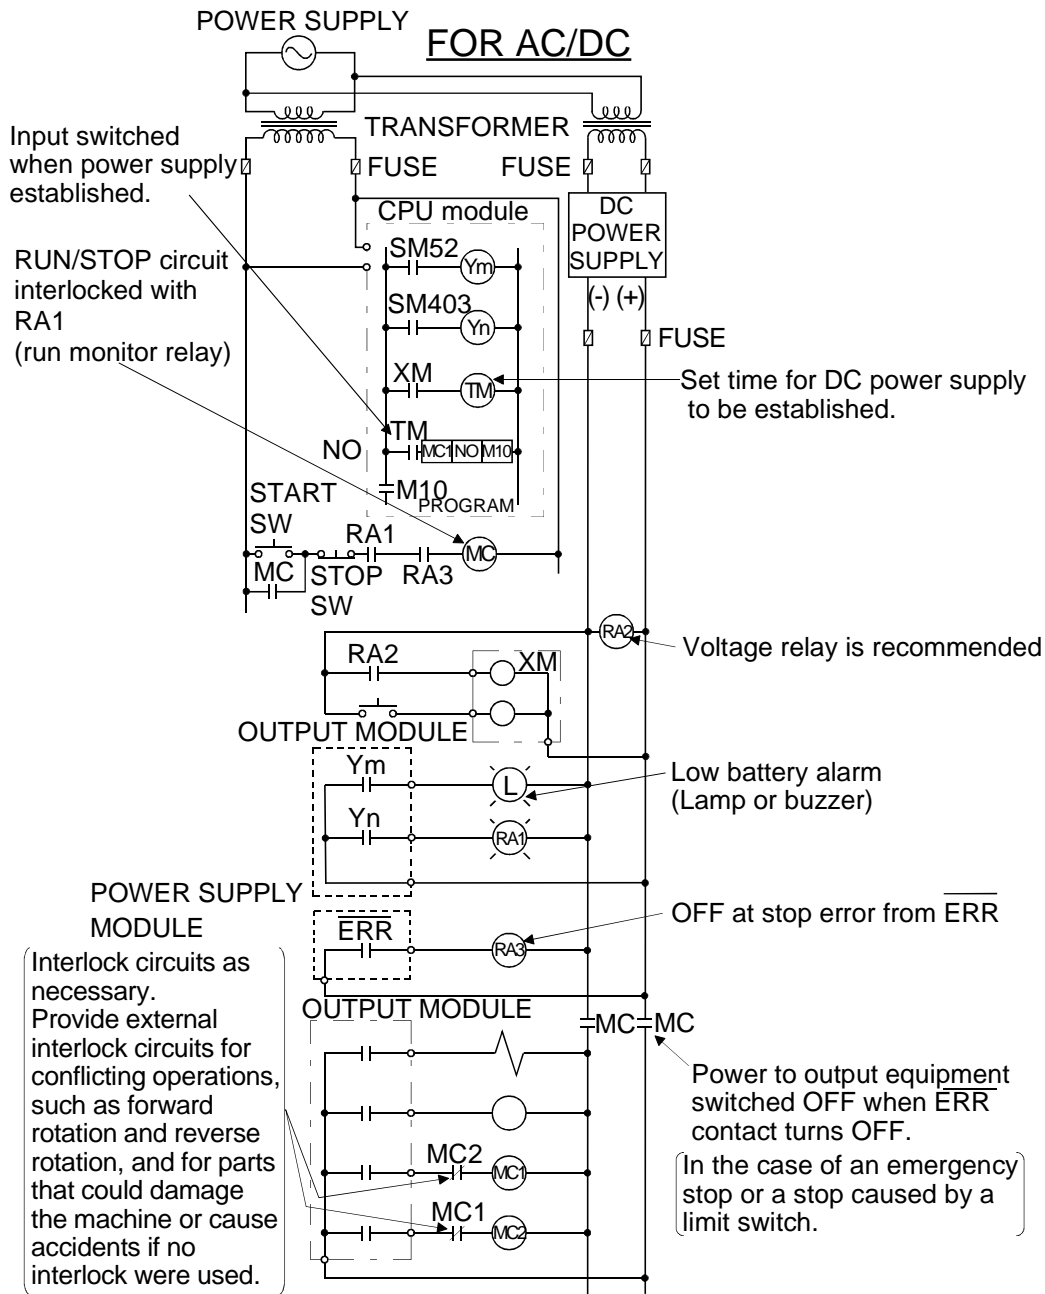 POWER SUPPLY
FOR AC/DC
TRANSFORMER
Input switched
when power supply
established.
FUSE
FUSE
CPU module
DC
POWER
SUPPLY
(-) (+)
FUSE
RUN/STOP circuit
interlocked with
RA1
(run monitor relay)
SM52
Ym
SM403
Yn
XM
TM
Set time for DC power supply
to be established.
TM
MC1 NO M10
NO
M10
PROGRAM
START
SW
RA1
MC
MC
STOP
SW
RA3
RA2
Voltage relay is recommended
RA2
XM
OUTPUT MODULE
Ym
L
Low battery alarm
(Lamp or buzzer)
Yn
RA1
POWER SUPPLY
MODULE
ERR
RA3
OFF at stop error from ERR
Interlock circuits as
necessary.
Provide external
interlock circuits for
conflicting operations,
such as forward
rotation and reverse
rotation, and for parts
that could damage
the machine or cause
accidents if no
interlock were used.
OUTPUT MODULE
MC
MC
Power to output equipment
switched OFF when ERR
contact turns OFF.
In the case of an emergency
stop or a stop caused by a
limit switch.
MC2
MC1
MC1
MC2